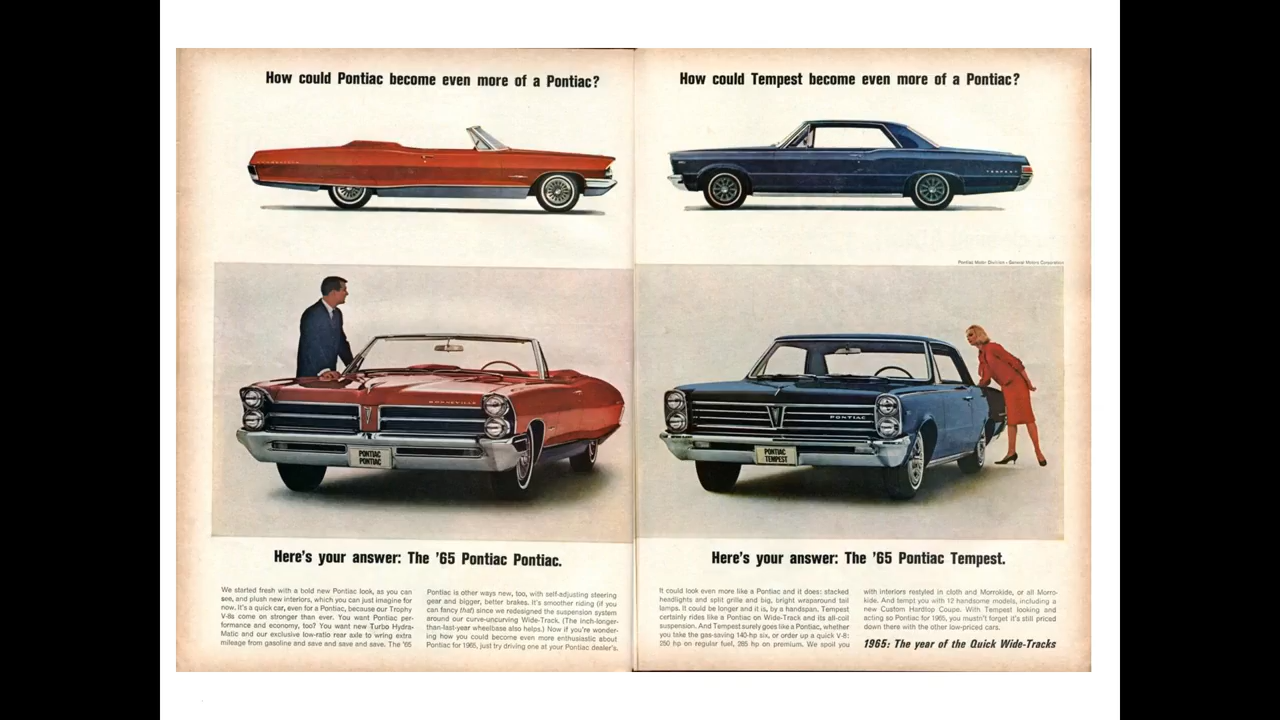 How could Pontiac become even more of a Pontiac?
BONNEVILLE
PONTIAC
PONTIAC
Here's your answer: The '65 Pontiac Pontiac.
We started fresh with a bold new Pontiac look, as you can
see, and plush new interiors, which you can just imagine for
now. It's a quick car, even for a Pontiac, because our Trophy
V-8s come on stronger than ever. You want Pontiac per-
formance and economy, too? You want new Turbo Hydra-
Matic and our exclusive low-ratio rear axle to wring extra
mileage from gasoline and save and save and save. The '65
Pontiac is other ways new, too, with self-adjusting steering
gear and bigger, better brakes. It's smoother riding (if you
can fancy that) since we redesigned the suspension system
around our curve-uncurving Wide-Track. (The inch-longer-
than-last-year wheelbase also helps.) Now if you're wonder-
ing how you could become even more enthusiastic about
Pontiac for 1965, just try driving one at your Pontiac dealer's.
How could Tempest become even more of a Pontiac?
TEMPEST
Pontiac Motor Division • General Motors Corporation
PONTIAC
PONTIAC
TEMPEST
Here's your answer: The '65 Pontiac Tempest.
It could look even more like a Pontiac and it does: stacked
headlights and split grille and big, bright wraparound tail
lamps. It could be longer and it is, by a handspan. Tempest
certainly rides like a Pontiac on Wide-Track and its all-coil
suspension. And Tempest surely goes like a Pontiac, whether
you take the gas-saving 140-hp six, or order up a quick V-8:
250 hp on regular fuel, 285 hp on premium. We spoil you
with interiors restyled in cloth and Morrokide, or all Morro-
kide. And tempt you with 12 handsome models, including a
new Custom Hardtop Coupe. With Tempest looking and
acting so Pontiac for 1965, you mustn't forget it's still priced
down there with the other low-priced cars.
1965: The year of the Quick Wide-Tracks